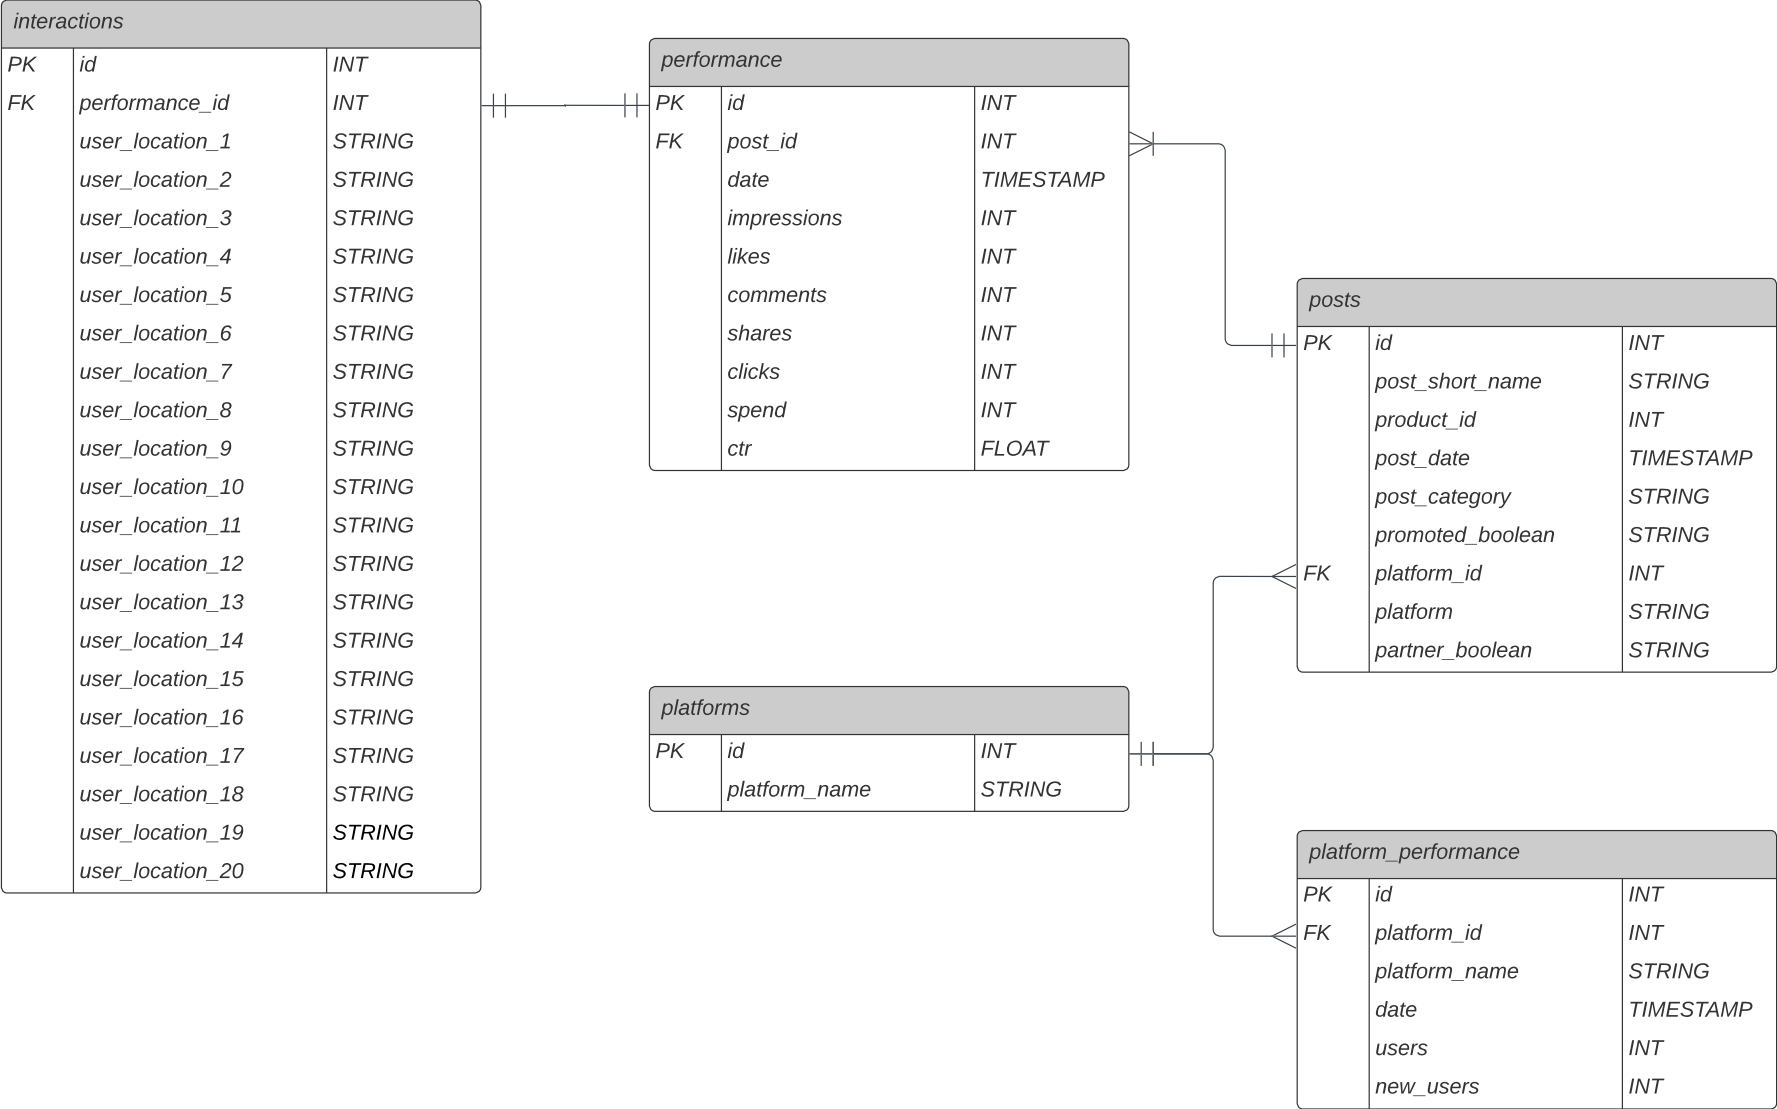 interactions
PK id INT
FK performance_id INT
user_location_1 STRING
user_location_2 STRING
user_location_3 STRING
user_location_4 STRING
user_location_5 STRING
user_location_6 STRING
user_location_7 STRING
user_location_8 STRING
user_location_9 STRING
user_location_10 STRING
user_location_11 STRING
user_location_12 STRING
user_location_13 STRING
user_location_14 STRING
user_location_15 STRING
user_location_16 STRING
user_location_17 STRING
user_location_18 STRING
user_location_19 STRING
user_location_20 STRING
performance
PK id INT
FK post_id INT
date TIMESTAMP
impressions INT
likes INT
comments INT
shares INT
clicks INT
spend INT
ctr FLOAT
posts
PK id INT
post_short_name STRING
product_id INT
post_date TIMESTAMP
post_category STRING
promoted_boolean STRING
FK platform_id INT
platform STRING
partner_boolean STRING
platforms
PK id INT
platform_name STRING
platform_performance
PK id INT
FK platform_id INT
platform_name STRING
date TIMESTAMP
users INT
new_users INT